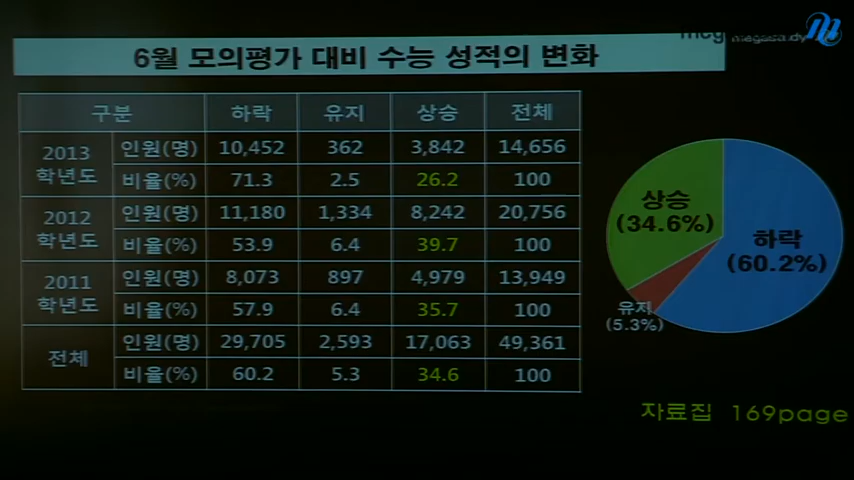 megastudy
6월 모의평가 대비 수능 성적의 변화
구분 하락 유지 상승 전체
2013 학년도 인원(명) 10,452 362 3,842 14,656
비율(%) 71.3 2.5 26.2 100
2012 학년도 인원(명) 11,180 1,334 8,242 20,756
비율(%) 53.9 6.4 39.7 100
2011 학년도 인원(명) 8,073 897 4,979 13,949
비율(%) 57.9 6.4 35.7 100
전체 인원(명) 29,705 2,593 17,063 49,361
비율(%) 60.2 5.3 34.6 100
상승
(34.6%)
하락
(60.2%)
유지
(5.3%)
자료집 169page